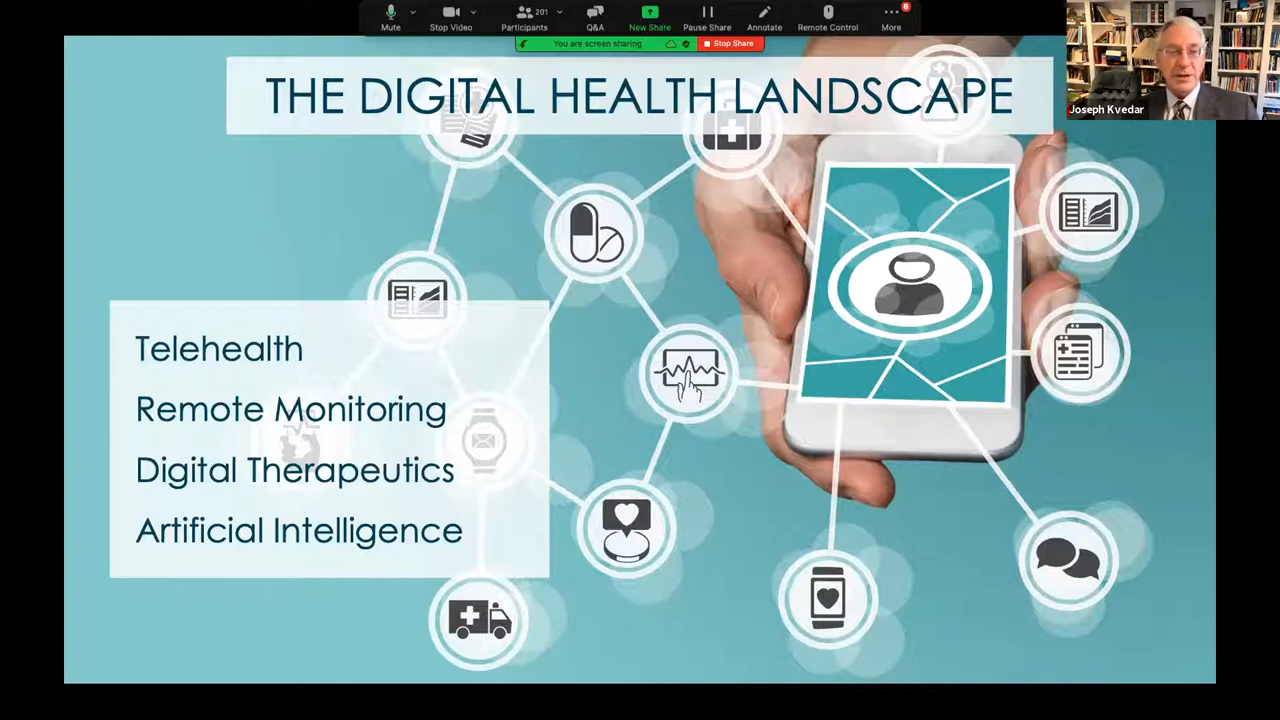 201
6
Mute
Stop Video
Participants
Q&A
New Share
Pause Share
Annotate
Remote Control
More
You are screen sharing
Stop Share
Joseph Kvedar
THE DIGITAL HEALTH LANDSCAPE
Telehealth
Remote Monitoring
Digital Therapeutics
Artificial Intelligence